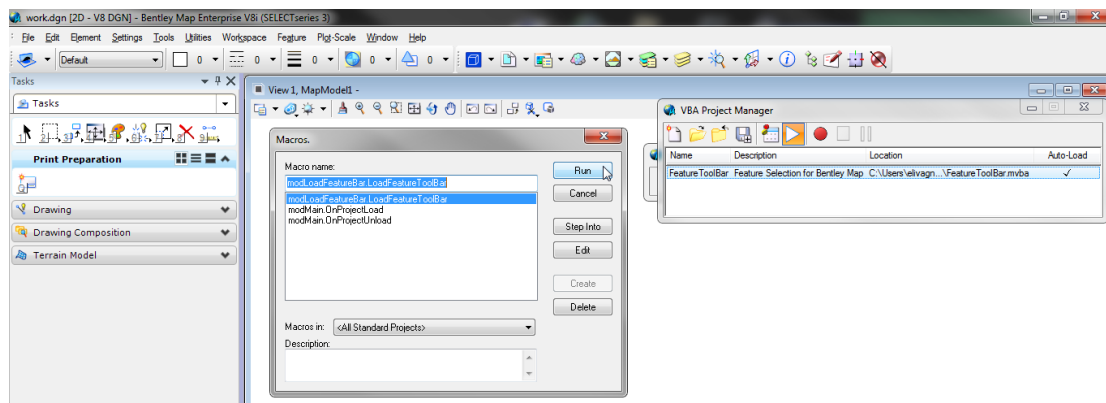 work.dgn [2D - V8 DGN] - Bentley Map Enterprise V8i (SELECTseries 3)
File Edit Element Settings Tools Utilities Workspace Feature Plot-Scale Window Help
Default 0 0 0 0 0
Tasks
Tasks
Print Preparation
Drawing
Drawing Composition
Terrain Model
View 1, MapModel1 -
Macros.
Macro name:
modLoadFeatureBar.LoadFeatureToolBar
modLoadFeatureBar.LoadFeatureToolBar
modMain.OnProjectLoad
modMain.OnProjectUnload
Run
Cancel
Step Into
Edit
Create
Delete
Macros in: <All Standard Projects>
Description:
VBA Project Manager
Name Description Location Auto-Load
FeatureToolBar Feature Selection for Bentley Map C:\Users\elivagn...\FeatureToolBar.mvba